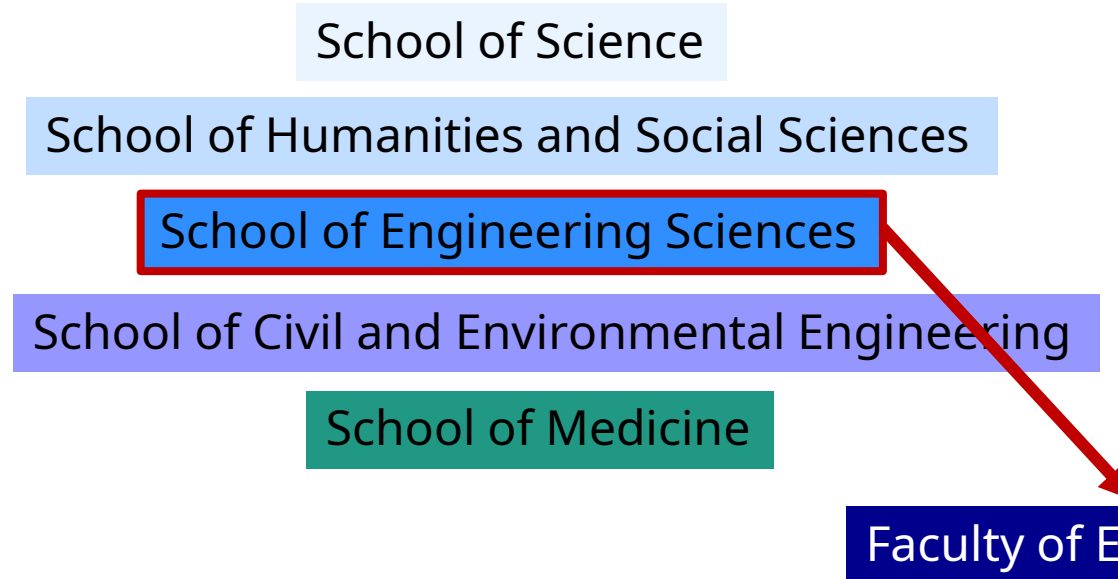 School of Science
School of Humanities and Social Sciences
School of Engineering Sciences
School of Civil and Environmental Engineering
School of Medicine
Faculty of E